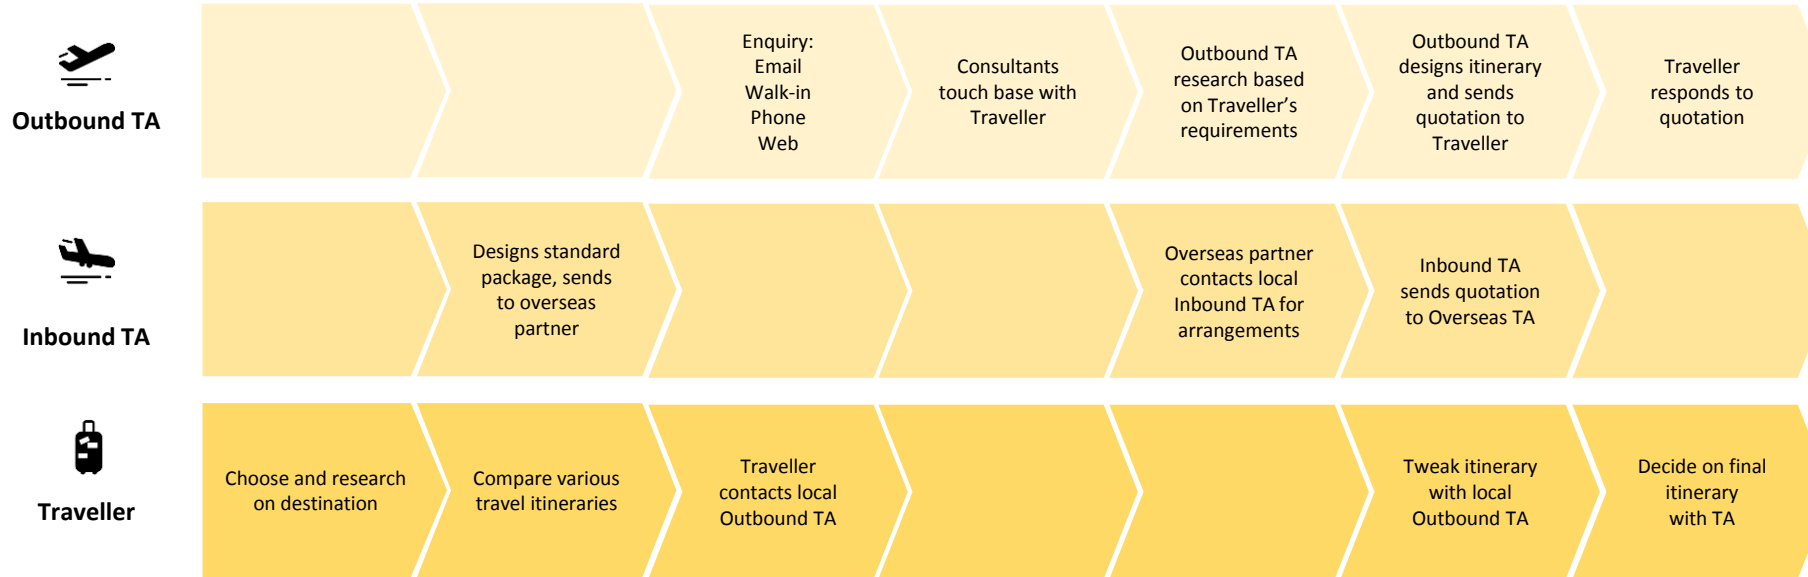 Outbound TA
Enquiry:
Email
Walk-in
Phone
Web
Consultants
touch base with
Traveller
Outbound TA
research based
on Traveller’s
requirements
Outbound TA
designs itinerary
and sends
quotation to
Traveller
Traveller
responds to
quotation
Inbound TA
Designs standard
package, sends
to overseas
partner
Overseas partner
contacts local
Inbound TA for
arrangements
Inbound TA
sends quotation
to Overseas TA
Traveller
Choose and research
on destination
Compare various
travel itineraries
Traveller
contacts local
Outbound TA
Tweak itinerary
with local
Outbound TA
Decide on final
itinerary
with TA